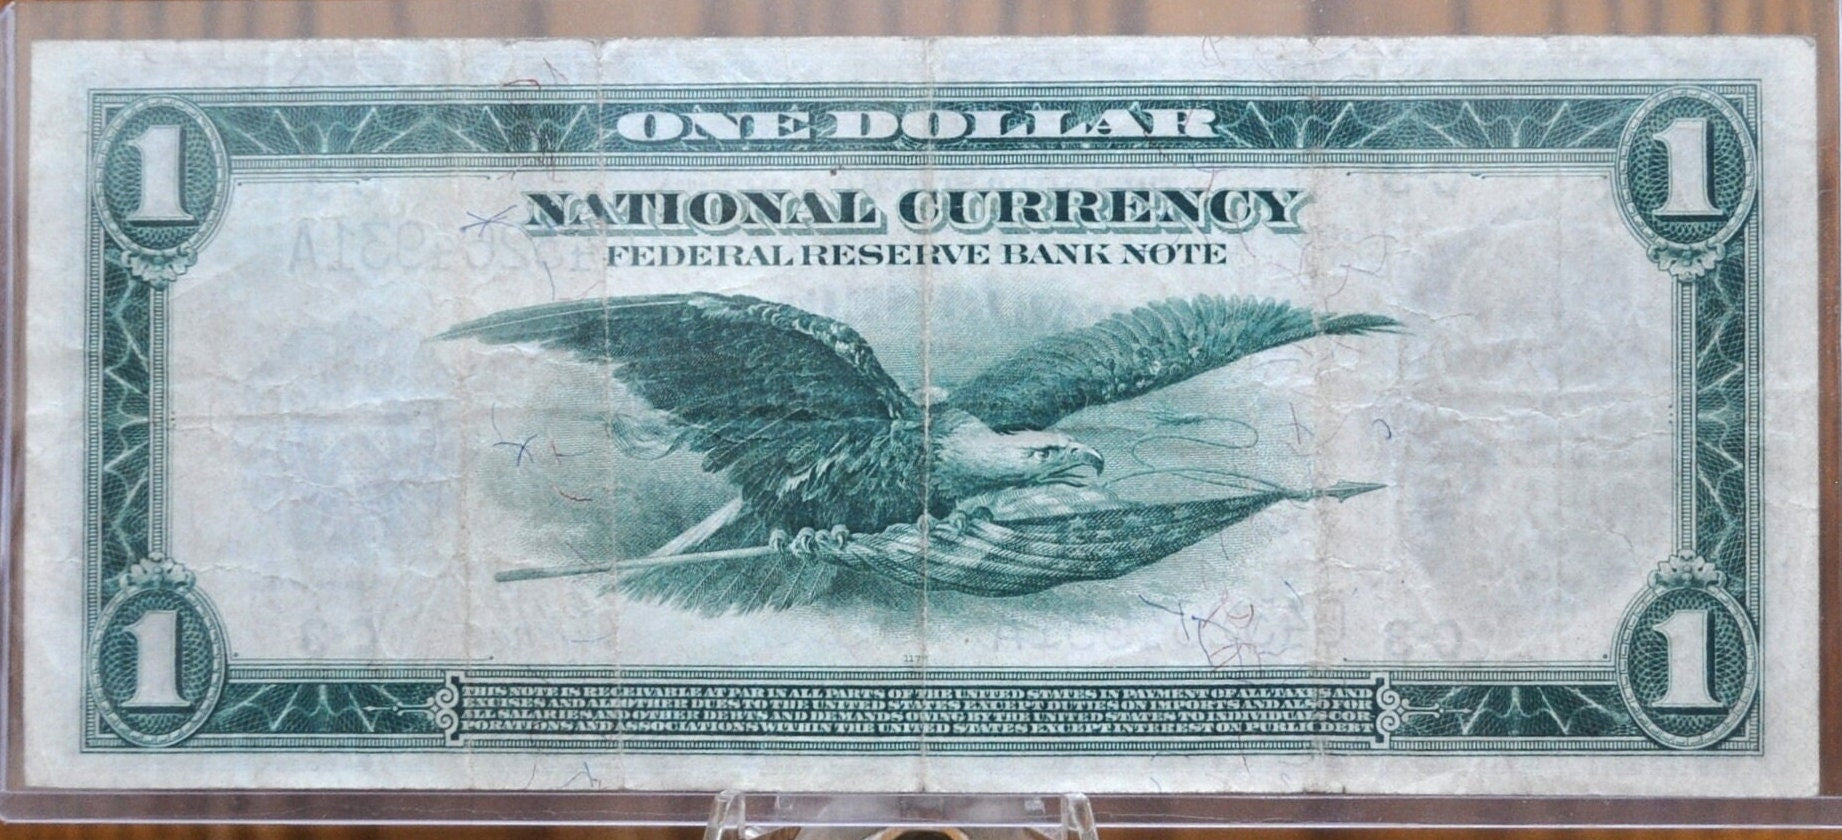 1 ONE DOLLAR 1
NATIONAL CURRENCY
FEDERAL RESERVE BANK NOTE
1 1
THIS NOTE IS RECEIVABLE AT PAR IN ALL PARTS OF THE UNITED STATES IN PAYMENT OF ALL TAXES AND
EXCISES AND ALL OTHER DUES TO THE UNITED STATES EXCEPT DUTIES ON IMPORTS AND ALSO FOR
ALL SALARIES AND OTHER DEBTS AND DEMANDS OWING BY THE UNITED STATES TO INDIVIDUALS COR
PORATIONS AND ASSOCIATIONS WITHIN THE UNITED STATES EXCEPT INTEREST ON PUBLIC DEBT